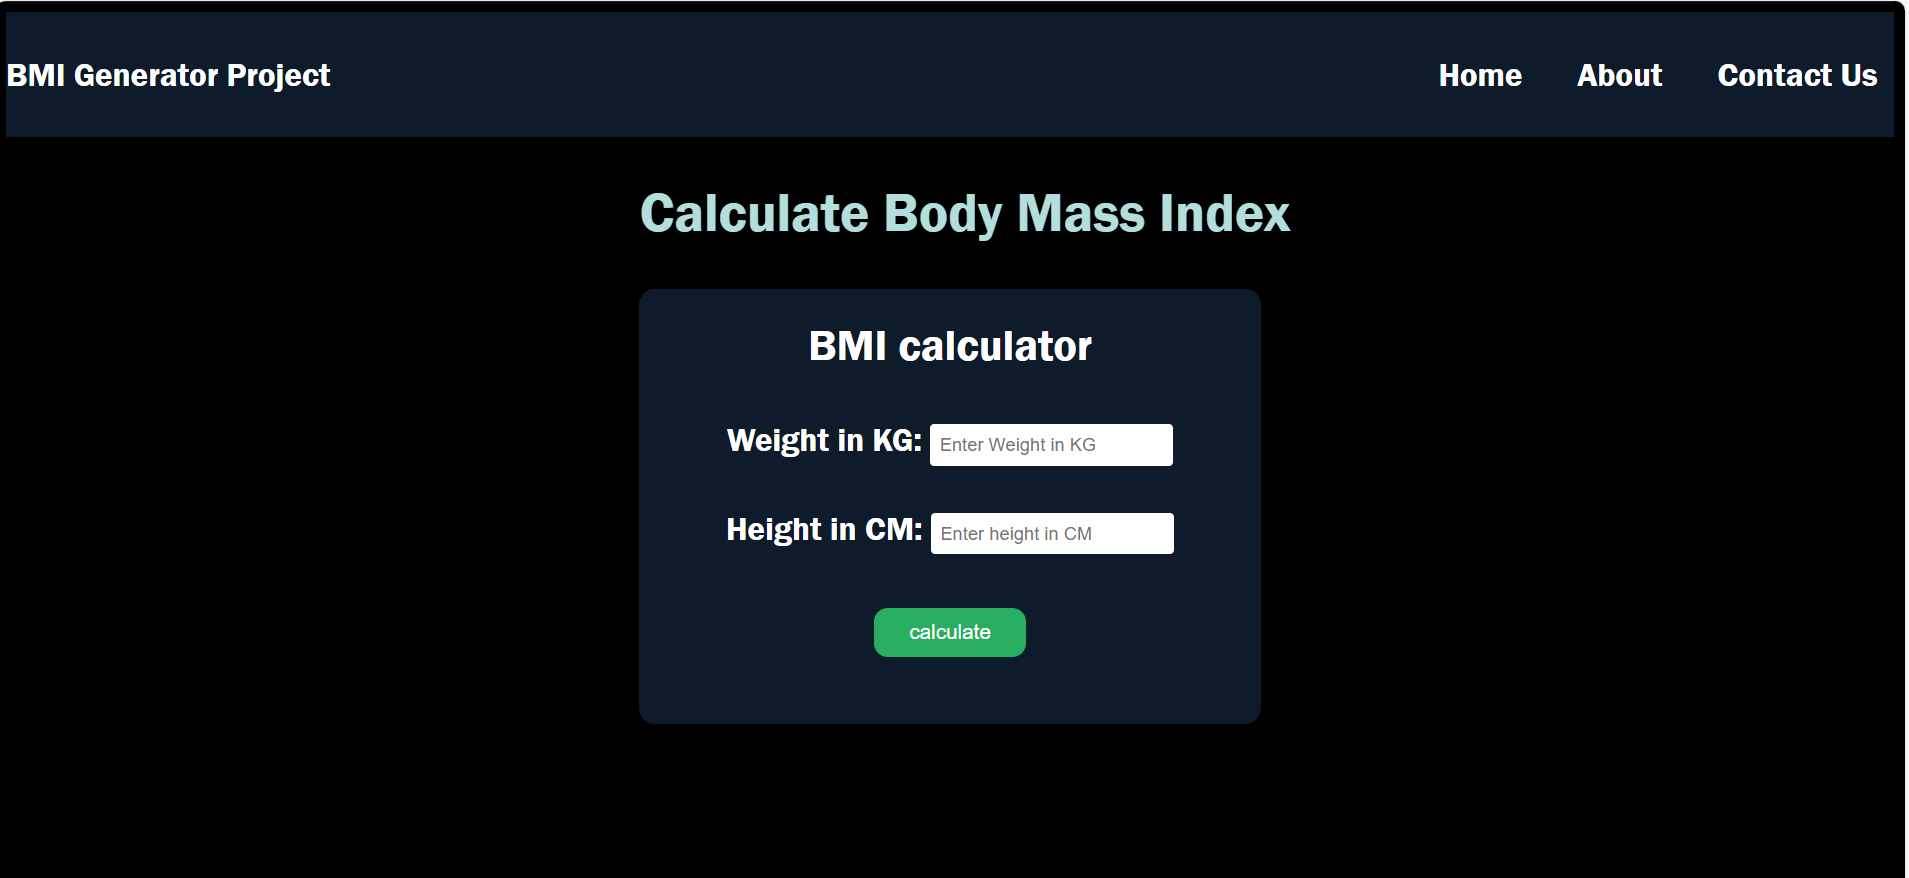 BMI Generator Project Home About Contact Us
Calculate Body Mass Index
BMI calculator
Weight in KG: Enter Weight in KG
Height in CM: Enter height in CM
calculate